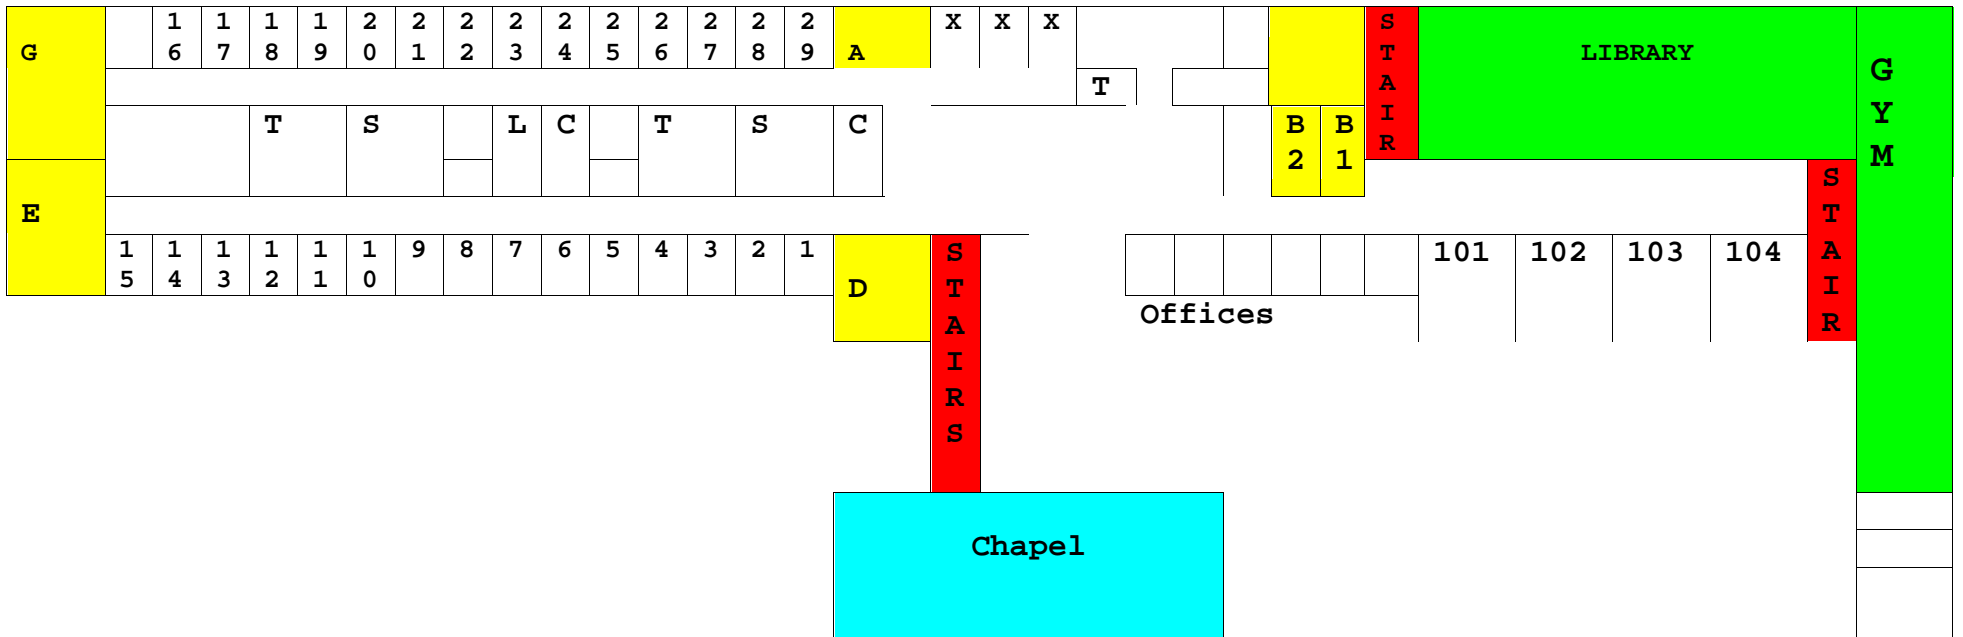 G
16 17 18 19 20 21 22 23 24 25 26 27 28 29
A
X X X
STAIR
LIBRARY
GYM
T
T S L C T S C
B2 B1
STAIR
E
15 14 13 12 11 10 9 8 7 6 5 4 3 2 1
D
STAIRS
101 102 103 104
Offices
Chapel